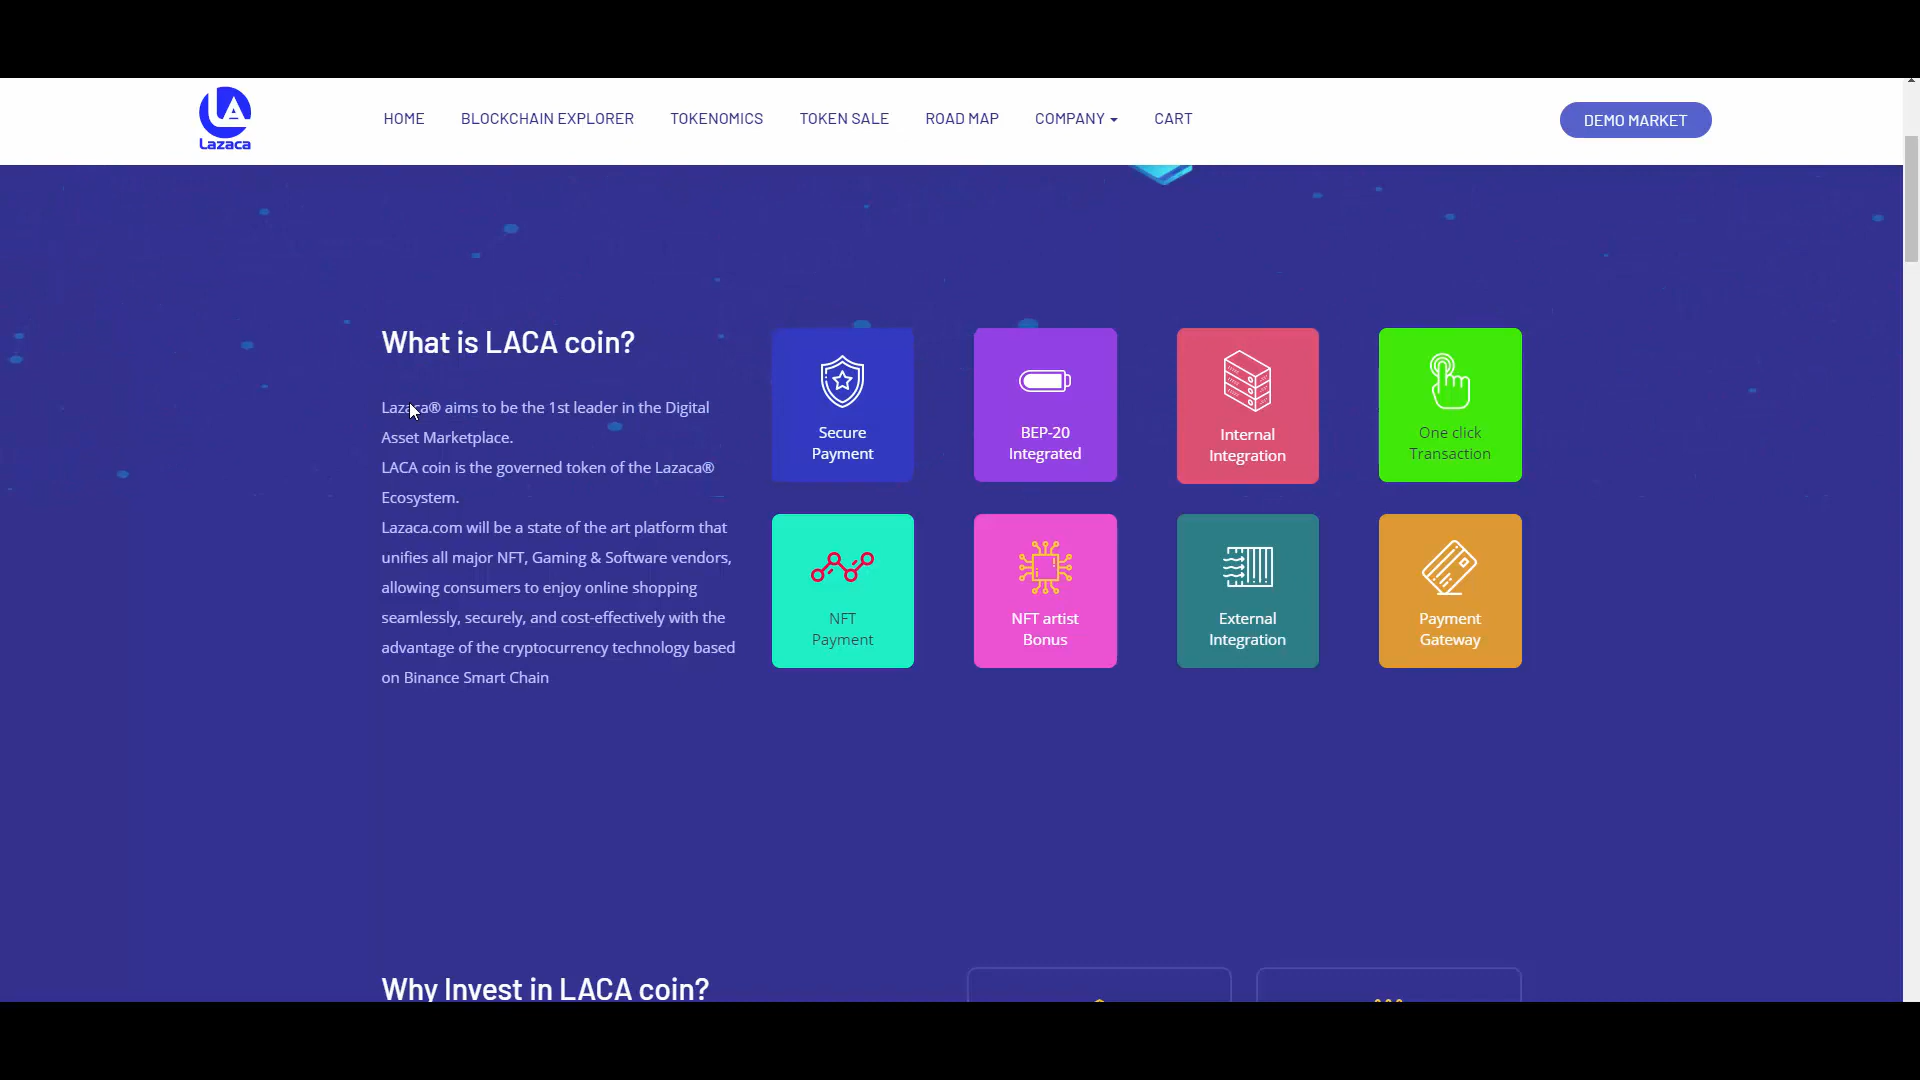 LA
Lazaca
HOME
BLOCKCHAIN EXPLORER
TOKENOMICS
TOKEN SALE
ROAD MAP
COMPANY
CART
DEMO MARKET
What is LACA coin?
Lazaca® aims to be the 1st leader in the Digital
Asset Marketplace.
LACA coin is the governed token of the Lazaca®
Ecosystem.
Lazaca.com will be a state of the art platform that
unifies all major NFT, Gaming & Software vendors,
allowing consumers to enjoy online shopping
seamlessly, securely, and cost-effectively with the
advantage of the cryptocurrency technology based
on Binance Smart Chain
Secure
Payment
BEP-20
Integrated
Internal
Integration
One click
Transaction
NFT
Payment
NFT artist
Bonus
External
Integration
Payment
Gateway
Why Invest in LACA coin?